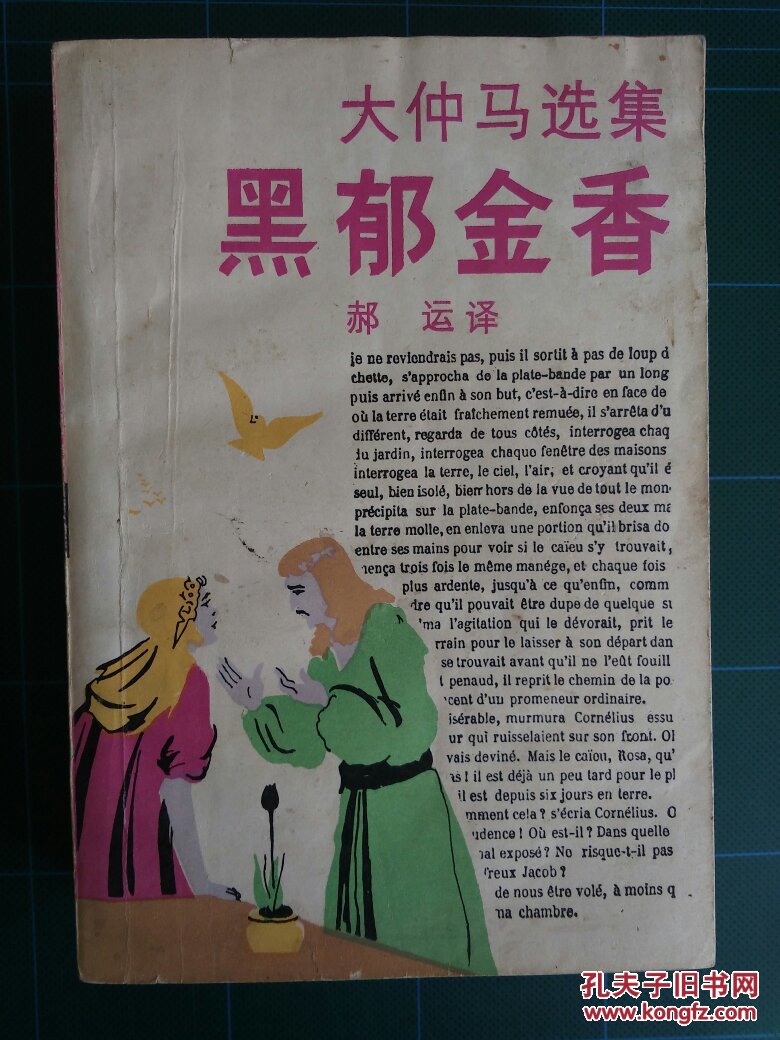 大仲马选集
黑郁金香
郝 运译
je ne reviendrais pas, puis il sortit à pas de loup d
chette, s'approcha de la plate-bande par un long
puis arrivé enfin à son but, c'est-à-dire en face de
où la terre était fraîchement remuée, il s'arrêta d'u
différent, regarda de tous côtés, interrogea chaq
du jardin, interrogea chaque fenêtre des maisons
interrogea la terre, le ciel, l'air, et croyant qu'il é
seul, bien isolé, bien hors de la vue de tout le mon
précipita sur la plate-bande, enfonça ses deux ma
la terre molle, en enleva une portion qu'il brisa do
entre ses mains pour voir si le caïeu s'y trouvait,
nença trois fois le même manége, et chaque fois
plus ardente, jusqu'à ce qu'enfin, comm
dre qu'il pouvait être dupe de quelque su
'ma l'agitation qui le dévorait, prit le
rrain pour le laisser à son départ dan
se trouvait avant qu'il ne l'eût fouill
t penaud, il reprit le chemin de la po
cent d'un promeneur ordinaire.
isérable, murmura Cornélius essu
ur qui ruisselaient sur son front. Ol
vais deviné. Mais le caïou, Rosa, qu'
as ! il est déjà un peu tard pour le pl
il est depuis six jours en terre.
mment cela ? s'écria Cornélius. O
udence ! Où est-il ? Dans quelle
nal exposé ? Ne risque-t-il pas
freux Jacob ?
de nous être volé, à moins q
ma chambre.
孔夫子旧书网
www.kongfz.com